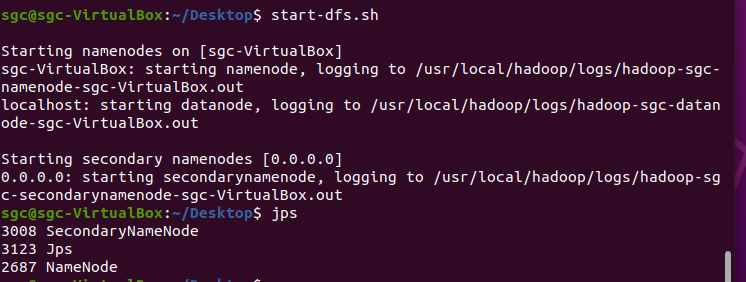 sgc@sgc-VirtualBox:~/Desktop$ start-dfs.sh
Starting namenodes on [sgc-VirtualBox]
sgc-VirtualBox: starting namenode, logging to /usr/local/hadoop/logs/hadoop-sgc-
namenode-sgc-VirtualBox.out
localhost: starting datanode, logging to /usr/local/hadoop/logs/hadoop-sgc-datan
ode-sgc-VirtualBox.out
Starting secondary namenodes [0.0.0.0]
0.0.0.0: starting secondarynamenode, logging to /usr/local/hadoop/logs/hadoop-sg
c-secondarynamenode-sgc-VirtualBox.out
sgc@sgc-VirtualBox:~/Desktop$ jps
3008 SecondaryNameNode
3123 Jps
2687 NameNode